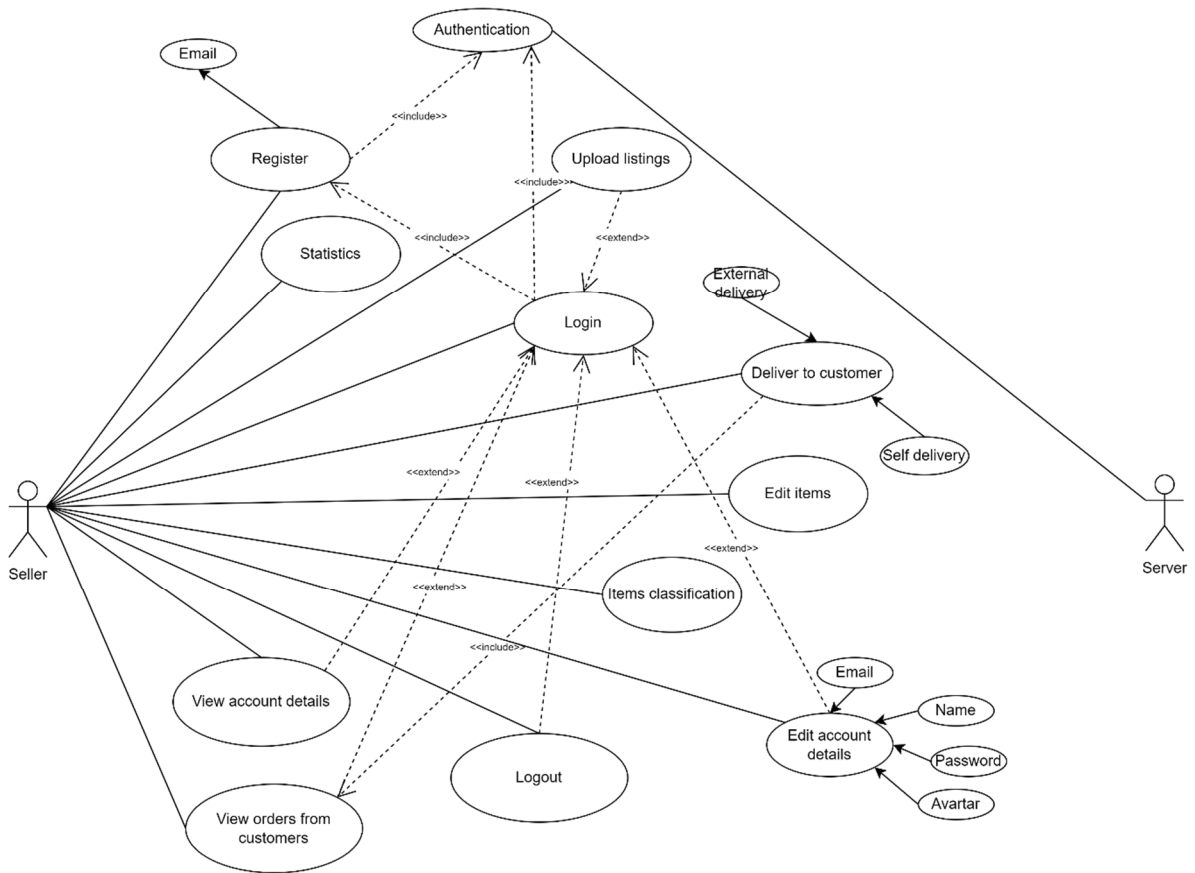 Authentication
Email
<<include>>
Register
Upload listings
<<include>>
<<include>>
<<extend>>
Statistics
External
delivery
Login
Deliver to customer
Self delivery
<<extend>>
<<extend>>
Edit items
Seller
Server
<<extend>>
<<extend>>
Items classification
<<include>>
View account details
Email
Name
Edit account
details
Password
Avartar
Logout
View orders from
customers